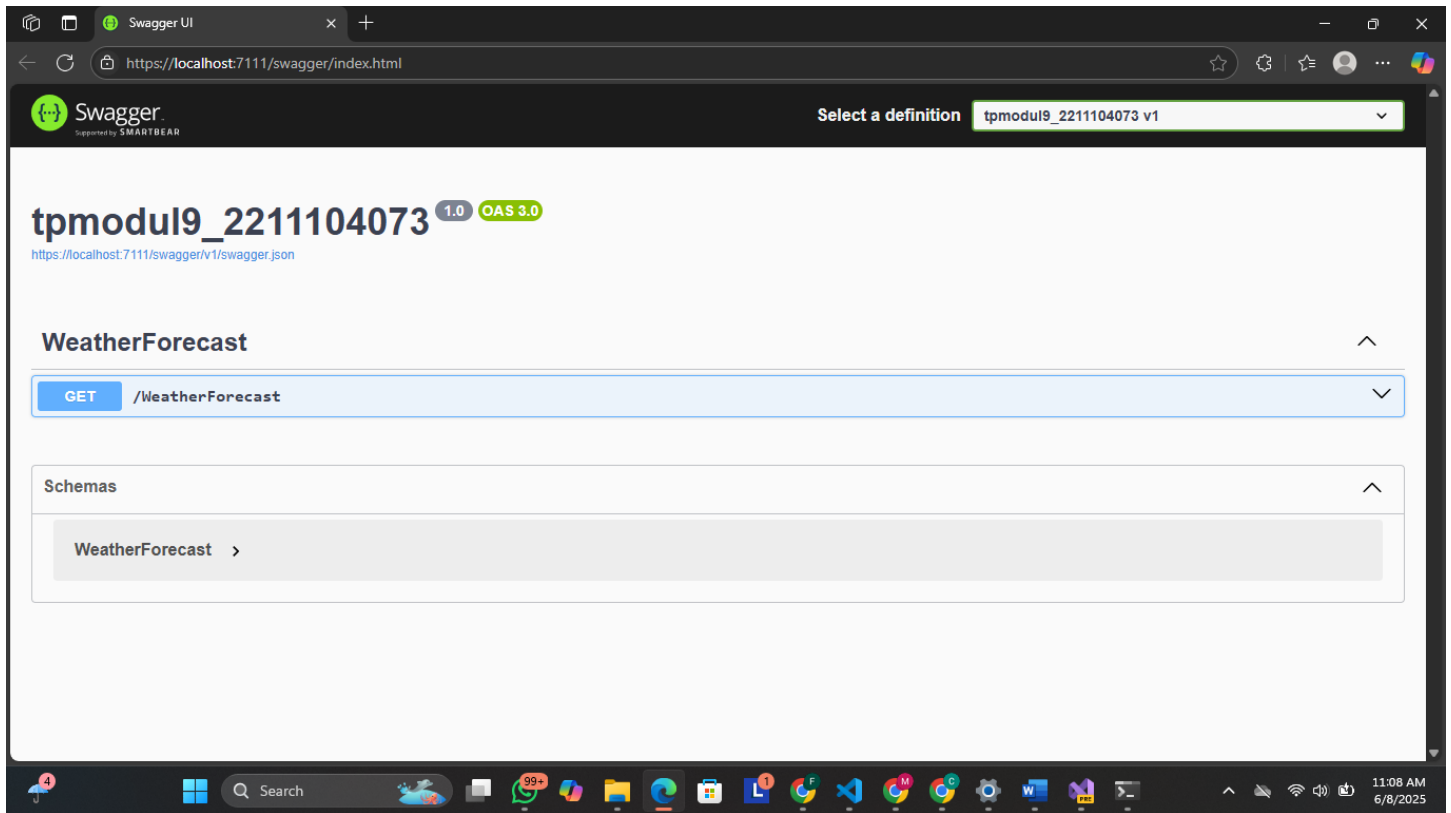 Swagger UI
https://localhost:7111/swagger/index.html
Swagger.
Supported by SMARTBEAR
Select a definition
tpmodul9_2211104073 v1
tpmodul9_2211104073 1.0 OAS 3.0
https://localhost:7111/swagger/v1/swagger.json
WeatherForecast
GET /WeatherForecast
Schemas
WeatherForecast
4
Search
99+
L
1
F
M
C
W
PRE
11:08 AM
6/8/2025